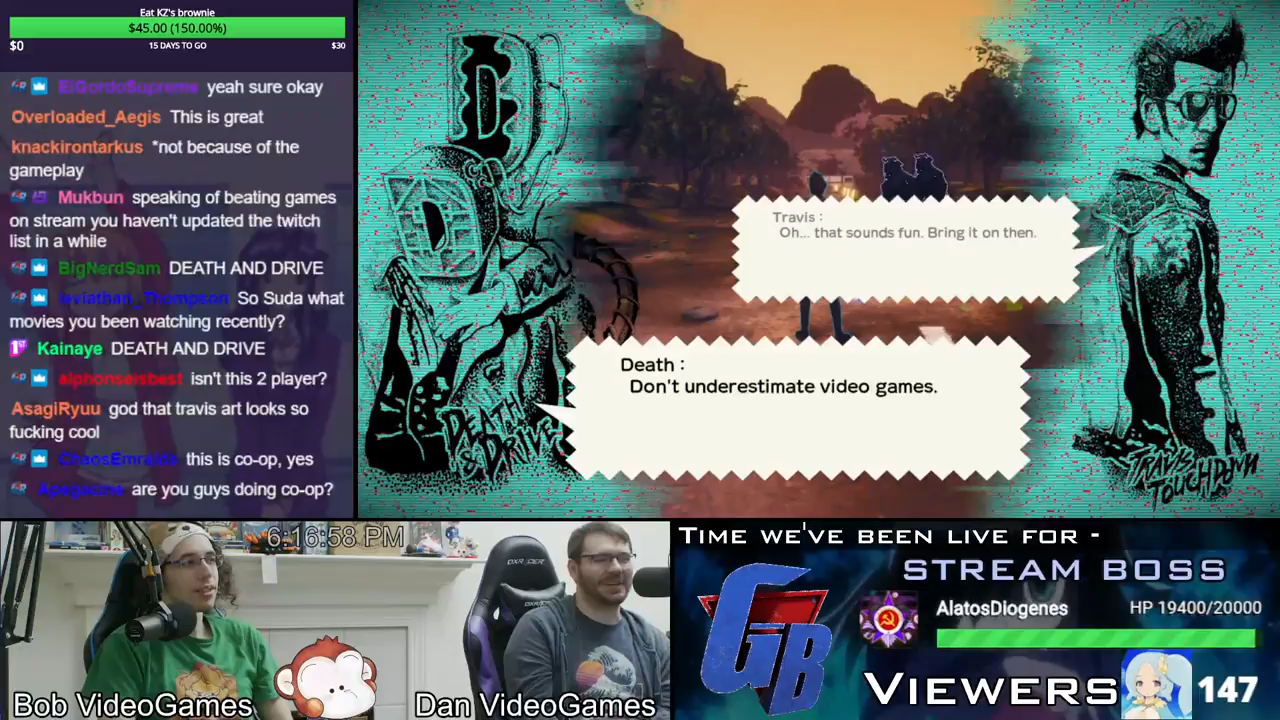 Eat KZ's brownie
$45.00 (150.00%)
$0 15 DAYS TO GO $30
ElGordoSupreme yeah sure okay
Overloaded_Aegis This is great
knackirontarkus *not because of the
gameplay
Mukbun speaking of beating games
on stream you haven't updated the twitch
list in a while
BigNerdSam DEATH AND DRIVE
leviathan_Thompson So Suda what
movies you been watching recently?
Kainaye DEATH AND DRIVE
alphonseisbest isn't this 2 player?
AsagiRyuu god that travis art looks so
fucking cool
ChaosEmralds this is co-op, yes
are you guys doing co-op?
D
D
DEATH
& DRIVE
Travis :
Oh... that sounds fun. Bring it on then.
Death :
Don't underestimate video games.
TRAVIS
TOUCHDOWN
6:16:58 PM
DXRACER
Bob VideoGames
Dan VideoGames
TIME WE'VE BEEN LIVE FOR -
STREAM BOSS
AlatosDiogenes HP 19400/20000
GB
VIEWERS 147